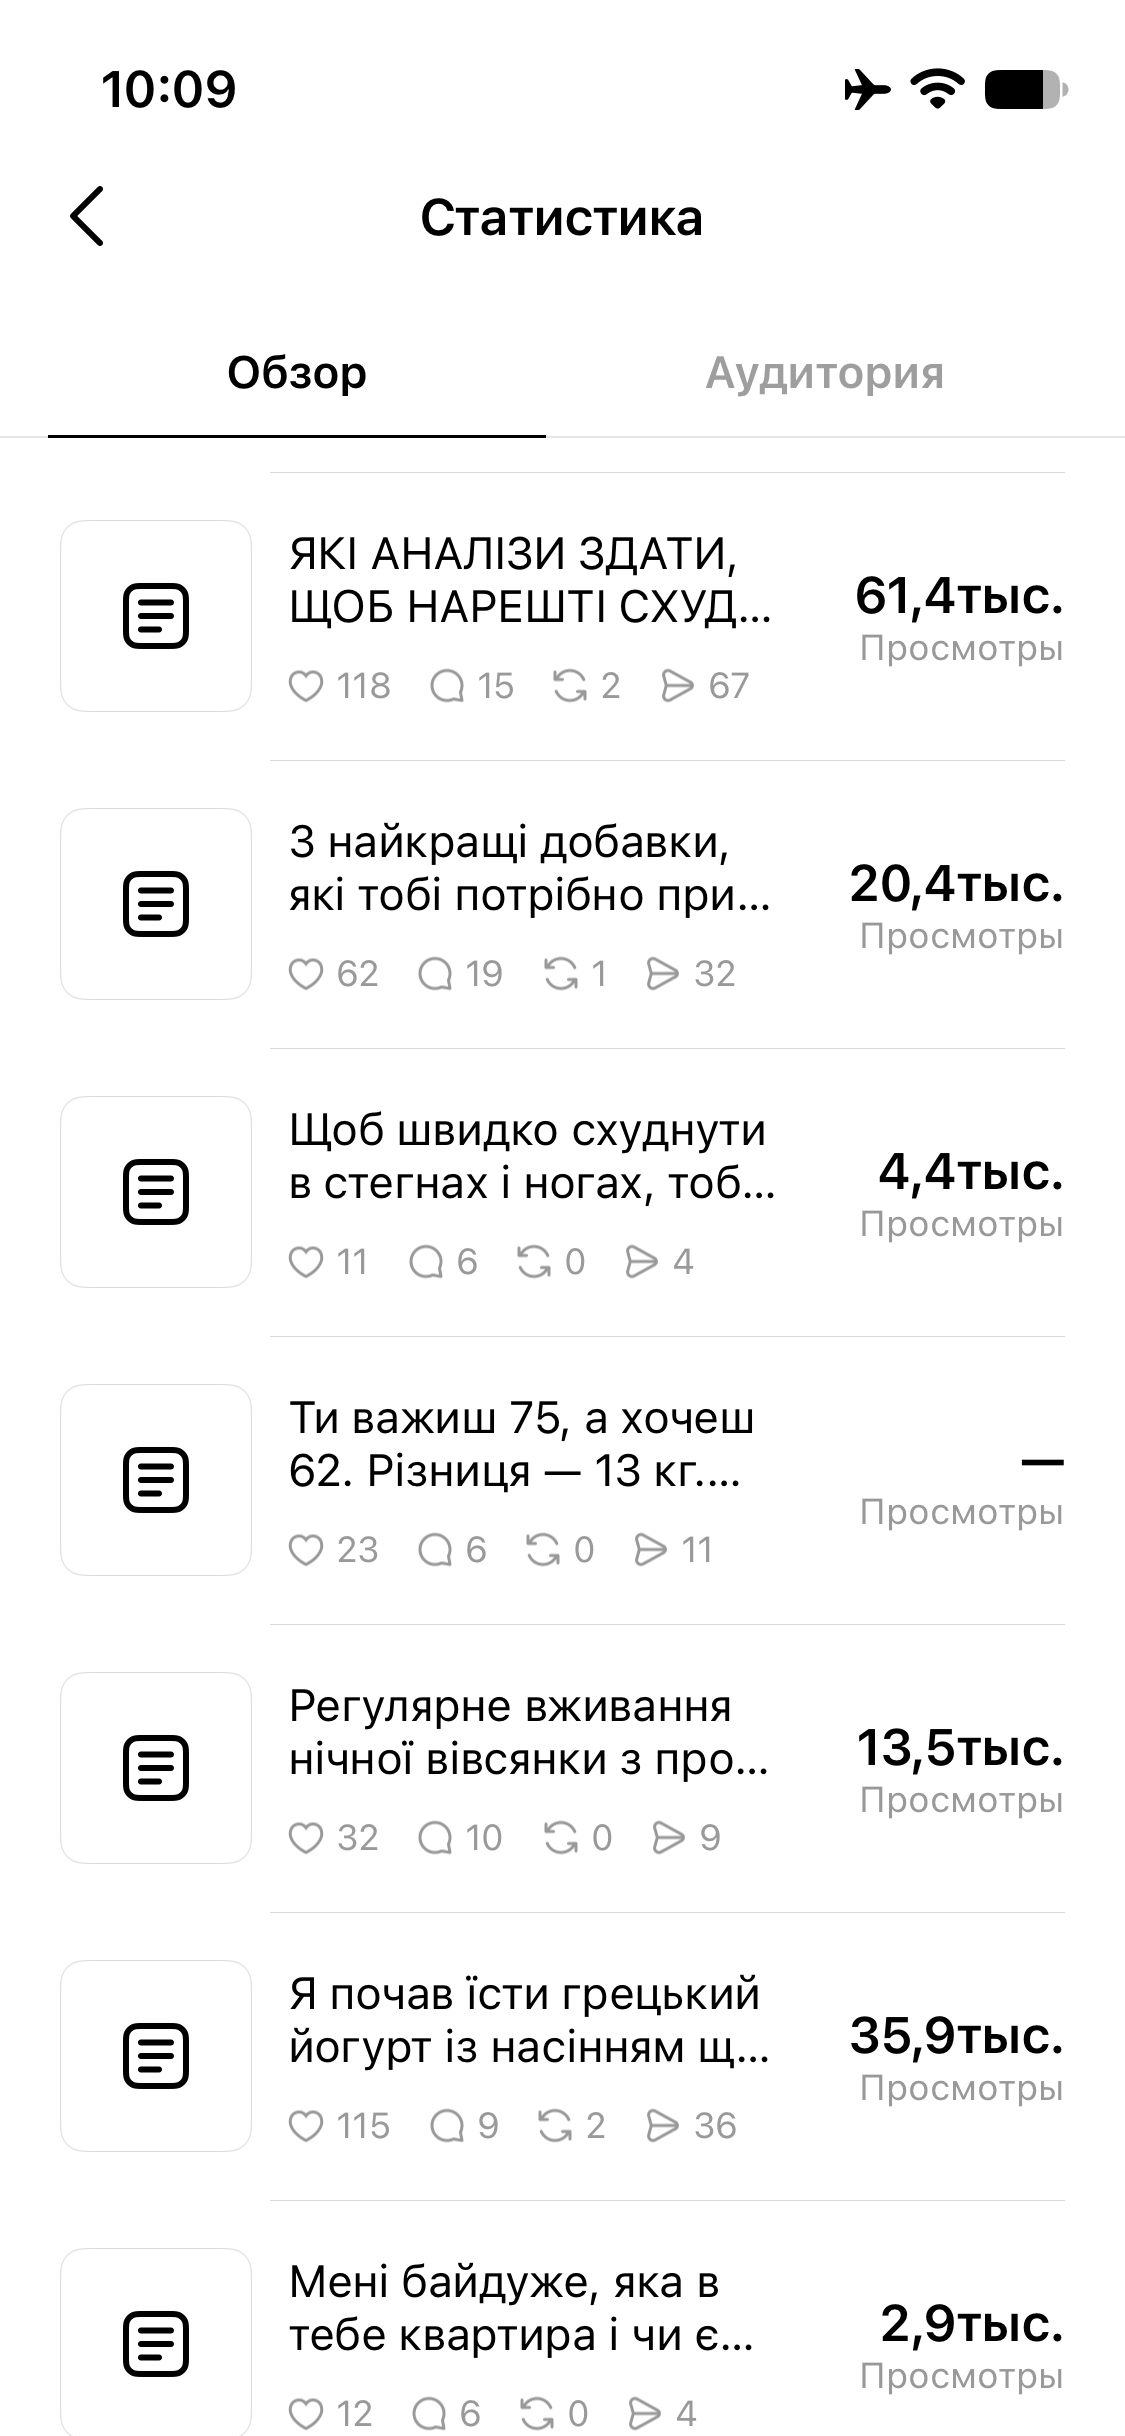 10:09
Статистика
Обзор
Аудитория
ЯКІ АНАЛІЗИ ЗДАТИ,
ЩОБ НАРЕШТІ СХУД...
61,4тыс.
Просмотры
118 15 2 67
3 найкращі добавки,
які тобі потрібно при...
20,4тыс.
Просмотры
62 19 1 32
Щоб швидко схуднути
в стегнах і ногах, тоб...
4,4тыс.
Просмотры
11 6 0 4
Ти важиш 75, а хочеш
62. Різниця — 13 кг....
—
Просмотры
23 6 0 11
Регулярне вживання
нічної вівсянки з про...
13,5тыс.
Просмотры
32 10 0 9
Я почав їсти грецький
йогурт із насінням щ...
35,9тыс.
Просмотры
115 9 2 36
Мені байдуже, яка в
тебе квартира і чи є...
2,9тыс.
Просмотры
12 6 0 4